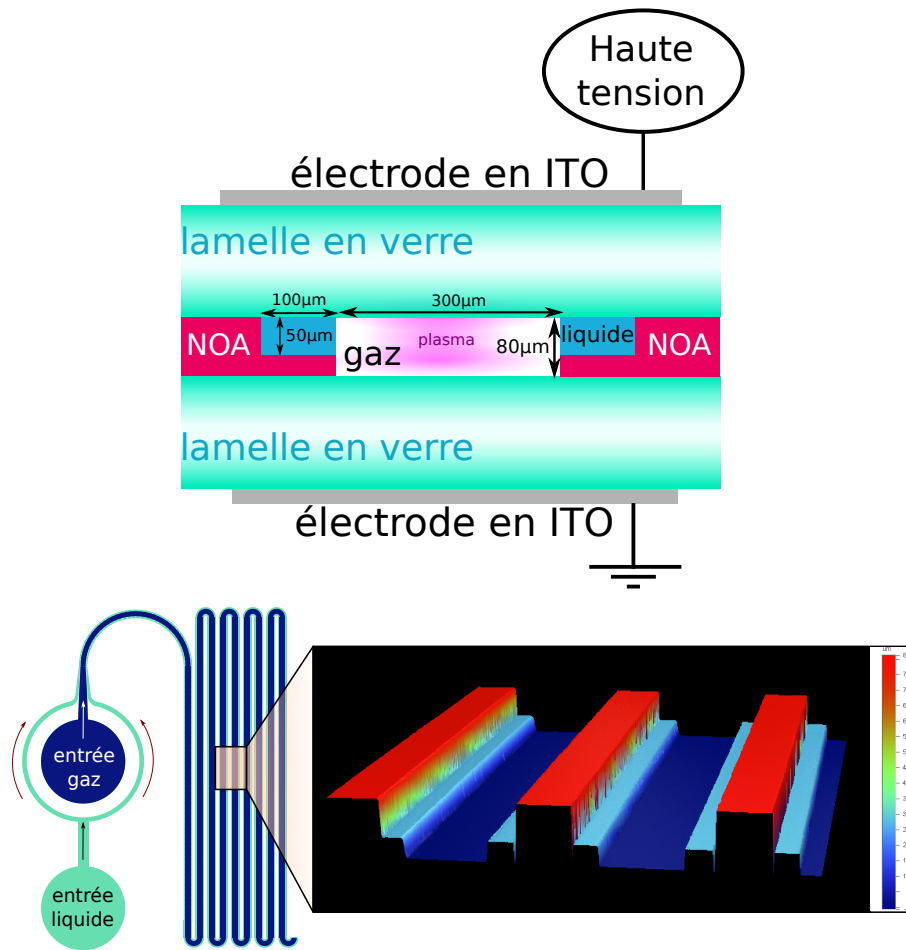 Haute
tension
électrode en ITO
lamelle en verre
100µm
300µm
NOA
50µm
gaz
plasma
80µm
liquide
NOA
lamelle en verre
électrode en ITO
entrée
gaz
entrée
liquide
µm